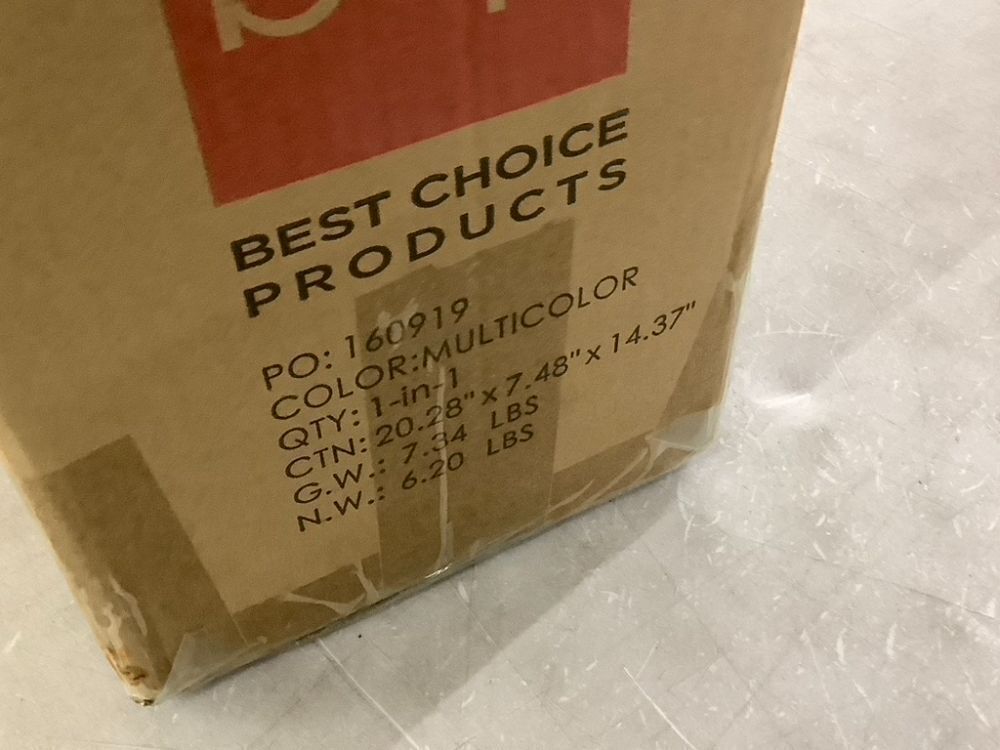 BEST CHOICE
PRODUCTS
PO: 160919
COLOR:MULTICOLOR
QTY: 1-in-1
CTN: 20.28" x 7.48" x 14.37"
G.W.: 7.34 LBS
N.W.: 6.20 LBS